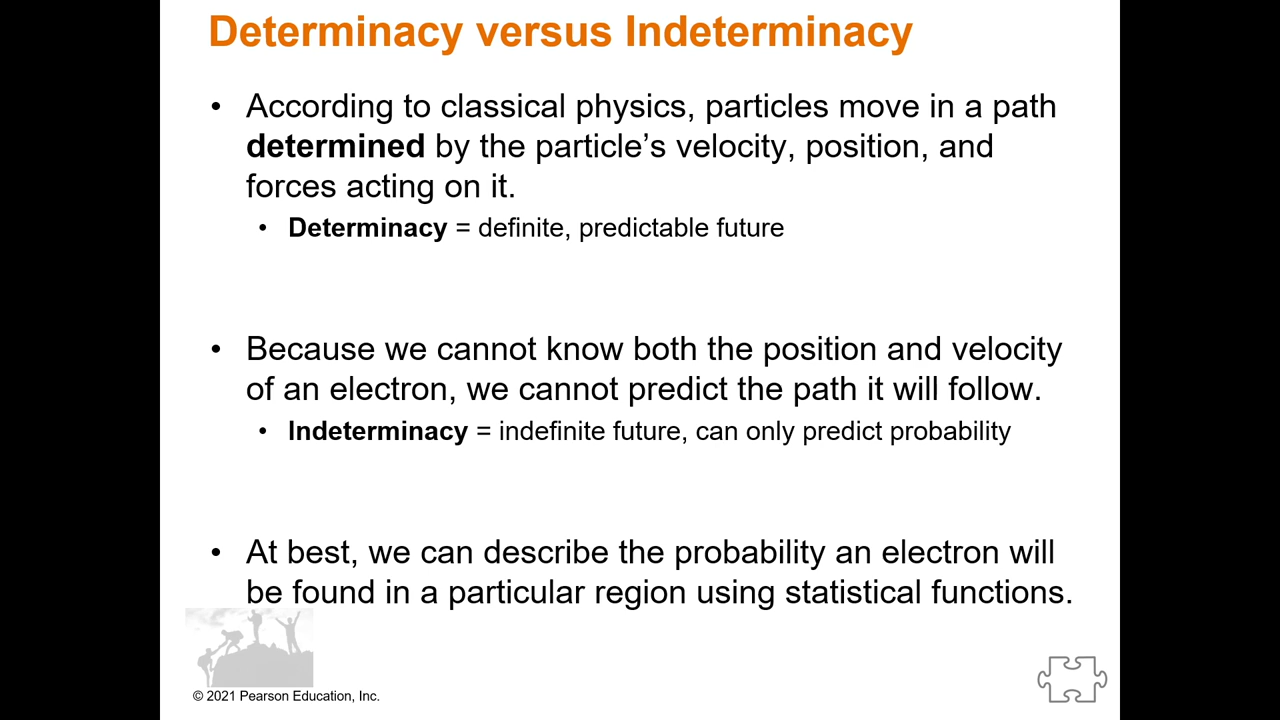 Determinacy versus Indeterminacy
• According to classical physics, particles move in a path
determined by the particle’s velocity, position, and
forces acting on it.
• Determinacy = definite, predictable future
• Because we cannot know both the position and velocity
of an electron, we cannot predict the path it will follow.
• Indeterminacy = indefinite future, can only predict probability
• At best, we can describe the probability an electron will
be found in a particular region using statistical functions.
© 2021 Pearson Education, Inc.